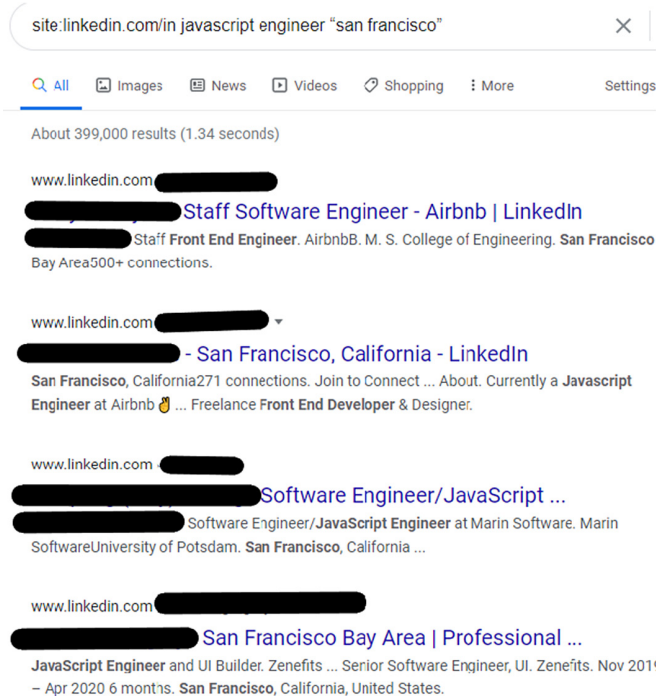 site:linkedin.com/in javascript engineer “san francisco”
All Images News Videos Shopping More Settings
About 399,000 results (1.34 seconds)
www.linkedin.com
Staff Software Engineer - Airbnb | LinkedIn
Staff Front End Engineer. AirbnbB. M. S. College of Engineering. San Francisco
Bay Area500+ connections.
www.linkedin.com
- San Francisco, California - LinkedIn
San Francisco, California271 connections. Join to Connect ... About. Currently a Javascript
Engineer at Airbnb ✌ ... Freelance Front End Developer & Designer.
www.linkedin.com
Software Engineer/JavaScript ...
Software Engineer/JavaScript Engineer at Marin Software. Marin
SoftwareUniversity of Potsdam. San Francisco, California ...
www.linkedin.com
San Francisco Bay Area | Professional ...
JavaScript Engineer and UI Builder. Zenefits ... Senior Software Engineer, UI. Zenefits. Nov 2019
– Apr 2020 6 months. San Francisco, California, United States.